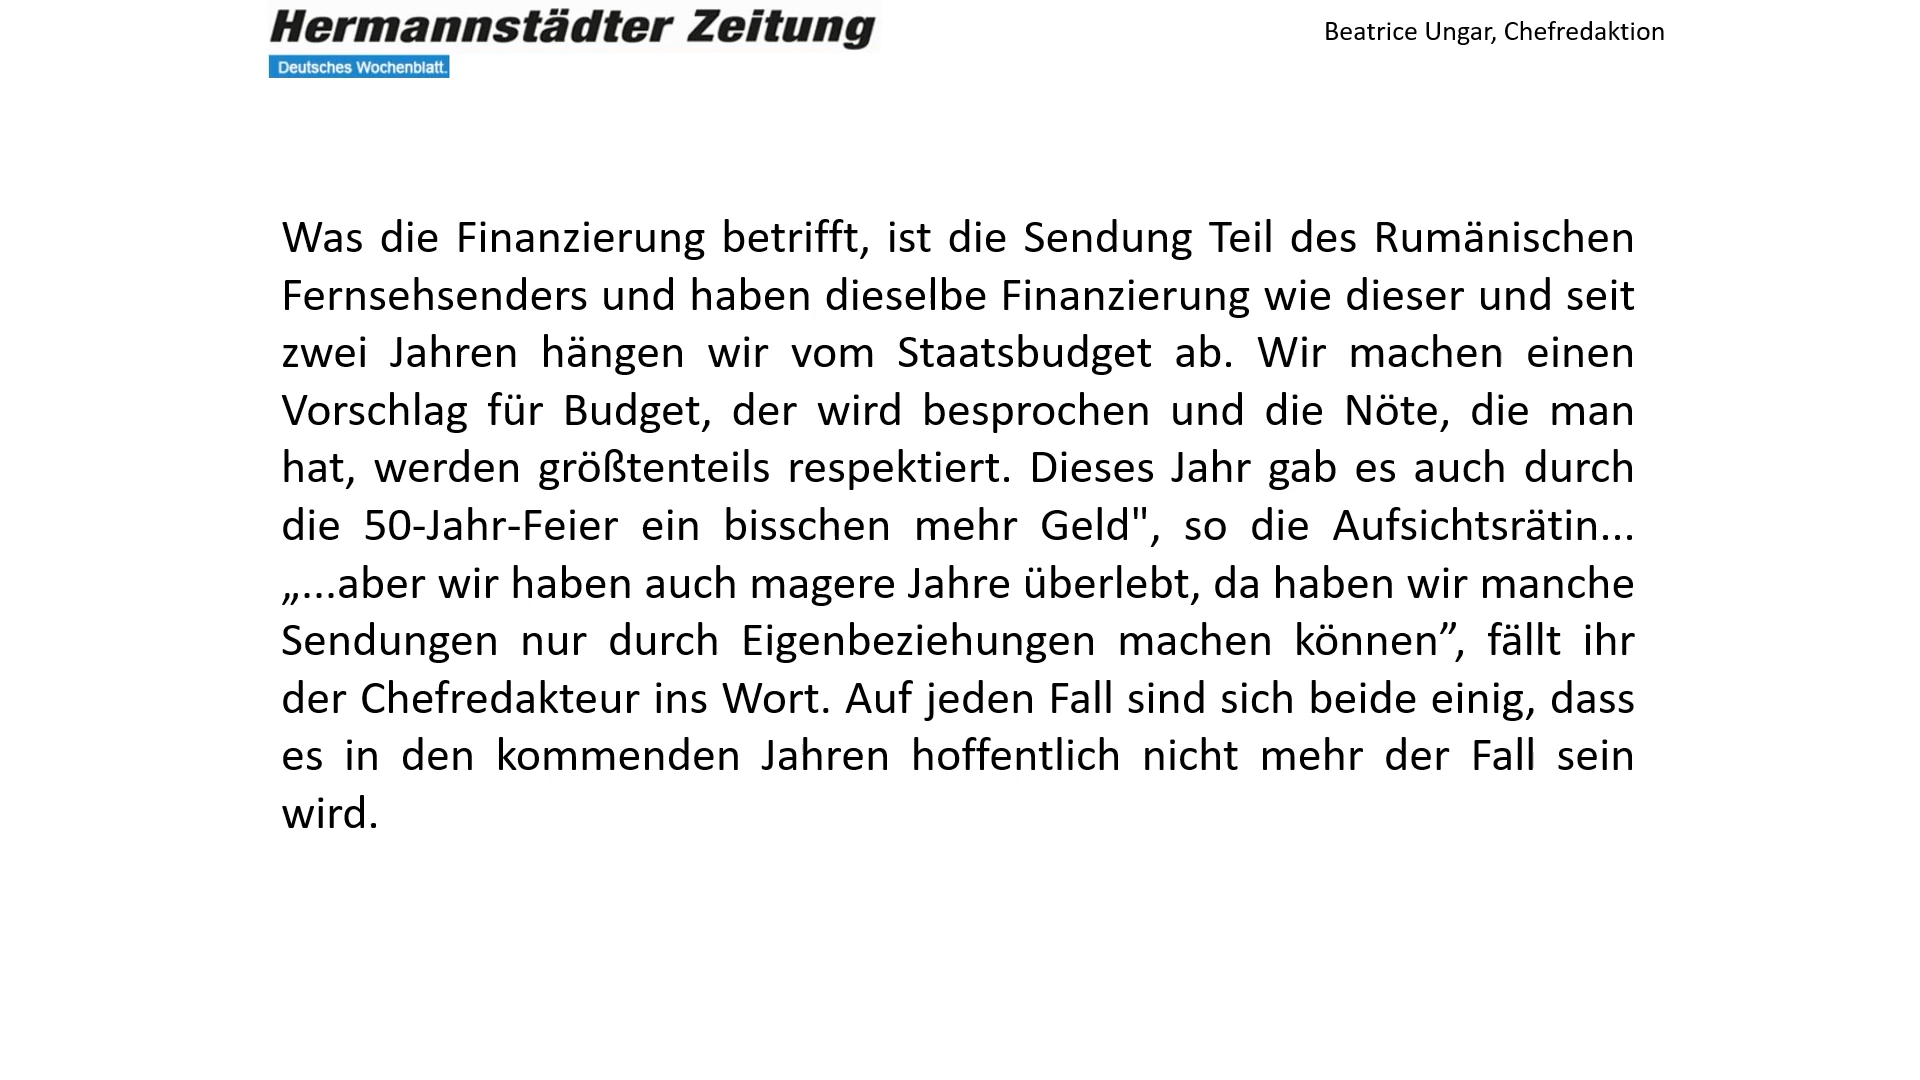 Hermannstädter Zeitung
Beatrice Ungar, Chefredaktion
Deutsches Wochenblatt.
Was die Finanzierung betrifft, ist die Sendung Teil des Rumänischen
Fernsehsenders und haben dieselbe Finanzierung wie dieser und seit
zwei Jahren hängen wir vom Staatsbudget ab. Wir machen einen
Vorschlag für Budget, der wird besprochen und die Nöte, die man
hat, werden größtenteils respektiert. Dieses Jahr gab es auch durch
die 50-Jahr-Feier ein bisschen mehr Geld", so die Aufsichtsrätin...
„...aber wir haben auch magere Jahre überlebt, da haben wir manche
Sendungen nur durch Eigenbeziehungen machen können”, fällt ihr
der Chefredakteur ins Wort. Auf jeden Fall sind sich beide einig, dass
es in den kommenden Jahren hoffentlich nicht mehr der Fall sein
wird.